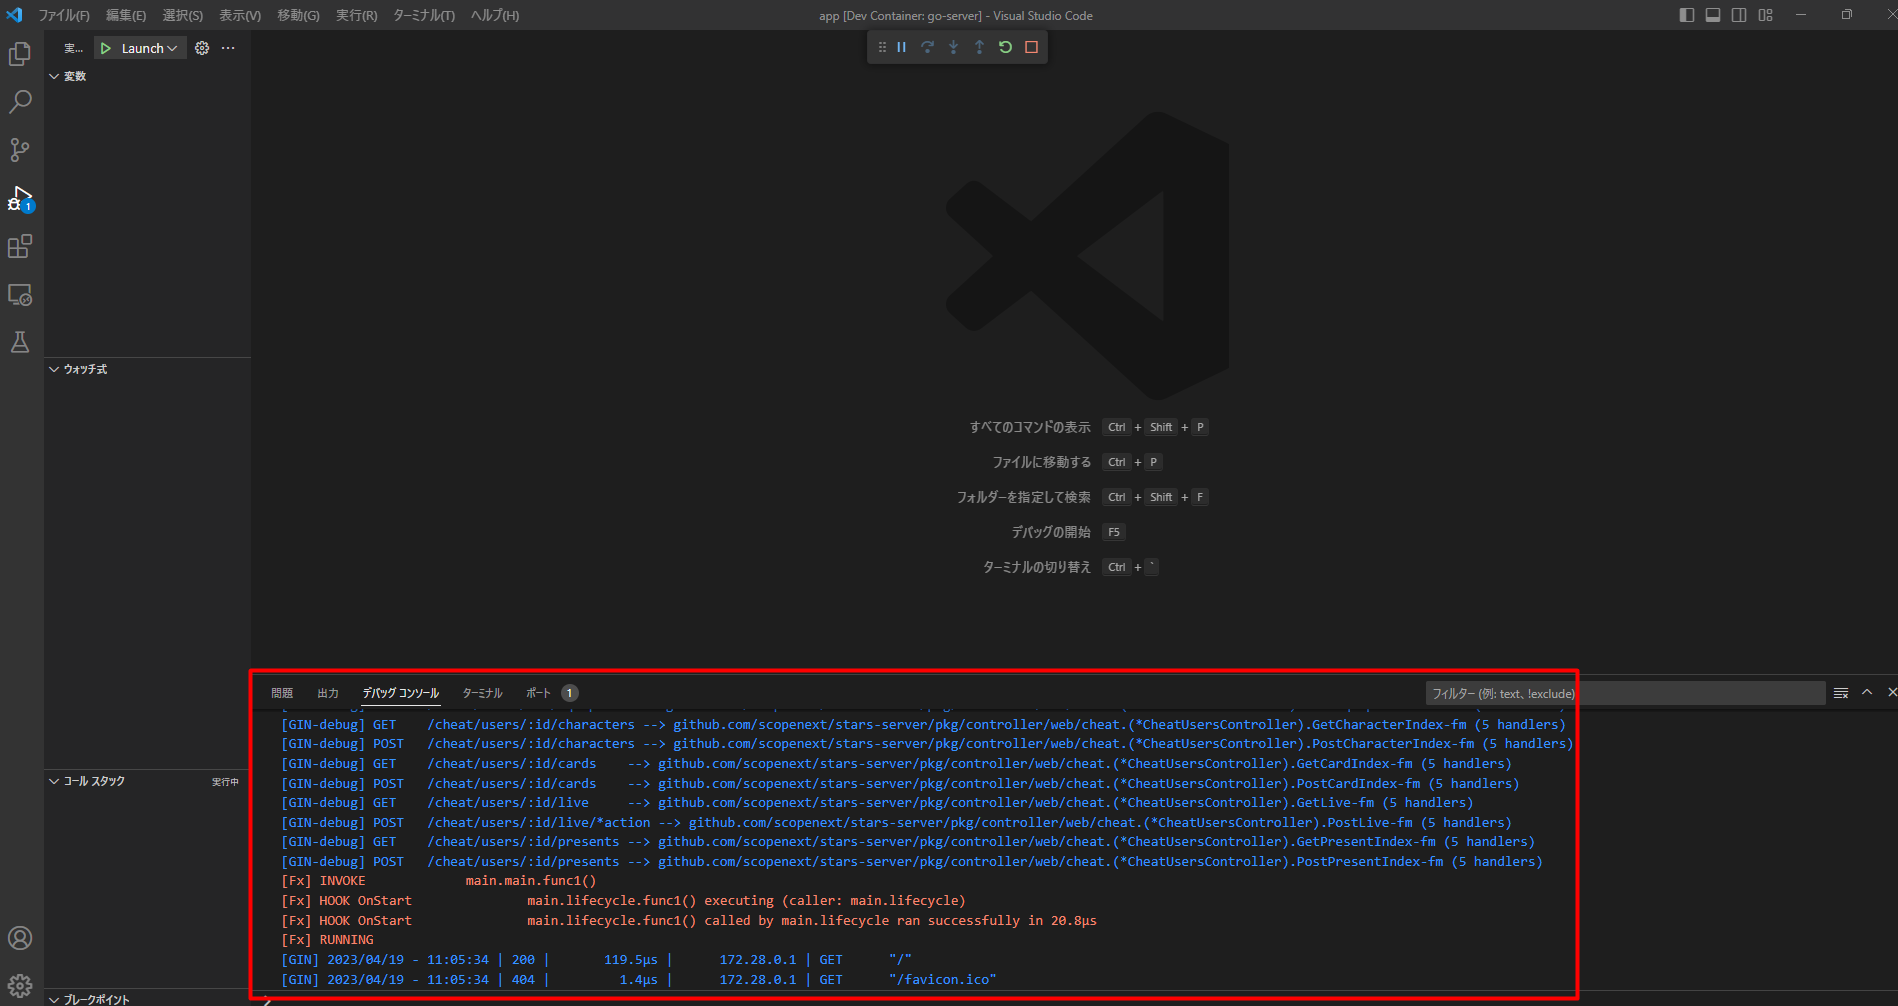 ファイル(F) 編集(E) 選択(S) 表示(V) 移動(G) 実行(R) ターミナル(T) ヘルプ(H)
app [Dev Container: go-server] - Visual Studio Code
実... Launch
変数
ウォッチ式
コール スタック 実行中
ブレークポイント
1
すべてのコマンドの表示 Ctrl + Shift + P
ファイルに移動する Ctrl + P
フォルダーを指定して検索 Ctrl + Shift + F
デバッグの開始 F5
ターミナルの切り替え Ctrl + `
問題 出力 デバッグ コンソール ターミナル ポート 1
フィルター (例: text、!exclude)
[GIN-debug] GET /cheat/users/:id/characters --> github.com/scopenext/stars-server/pkg/controller/web/cheat.(*CheatUsersController).GetCharacterIndex-fm (5 handlers)
[GIN-debug] POST /cheat/users/:id/characters --> github.com/scopenext/stars-server/pkg/controller/web/cheat.(*CheatUsersController).PostCharacterIndex-fm (5 handlers)
[GIN-debug] GET /cheat/users/:id/cards --> github.com/scopenext/stars-server/pkg/controller/web/cheat.(*CheatUsersController).GetCardIndex-fm (5 handlers)
[GIN-debug] POST /cheat/users/:id/cards --> github.com/scopenext/stars-server/pkg/controller/web/cheat.(*CheatUsersController).PostCardIndex-fm (5 handlers)
[GIN-debug] GET /cheat/users/:id/live --> github.com/scopenext/stars-server/pkg/controller/web/cheat.(*CheatUsersController).GetLive-fm (5 handlers)
[GIN-debug] POST /cheat/users/:id/live/*action --> github.com/scopenext/stars-server/pkg/controller/web/cheat.(*CheatUsersController).PostLive-fm (5 handlers)
[GIN-debug] GET /cheat/users/:id/presents --> github.com/scopenext/stars-server/pkg/controller/web/cheat.(*CheatUsersController).GetPresentIndex-fm (5 handlers)
[GIN-debug] POST /cheat/users/:id/presents --> github.com/scopenext/stars-server/pkg/controller/web/cheat.(*CheatUsersController).PostPresentIndex-fm (5 handlers)
[Fx] INVOKE main.main.func1()
[Fx] HOOK OnStart main.lifecycle.func1() executing (caller: main.lifecycle)
[Fx] HOOK OnStart main.lifecycle.func1() called by main.lifecycle ran successfully in 20.8µs
[Fx] RUNNING
[GIN] 2023/04/19 - 11:05:34 | 200 | 119.5µs | 172.28.0.1 | GET "/"
[GIN] 2023/04/19 - 11:05:34 | 404 | 1.4µs | 172.28.0.1 | GET "/favicon.ico"